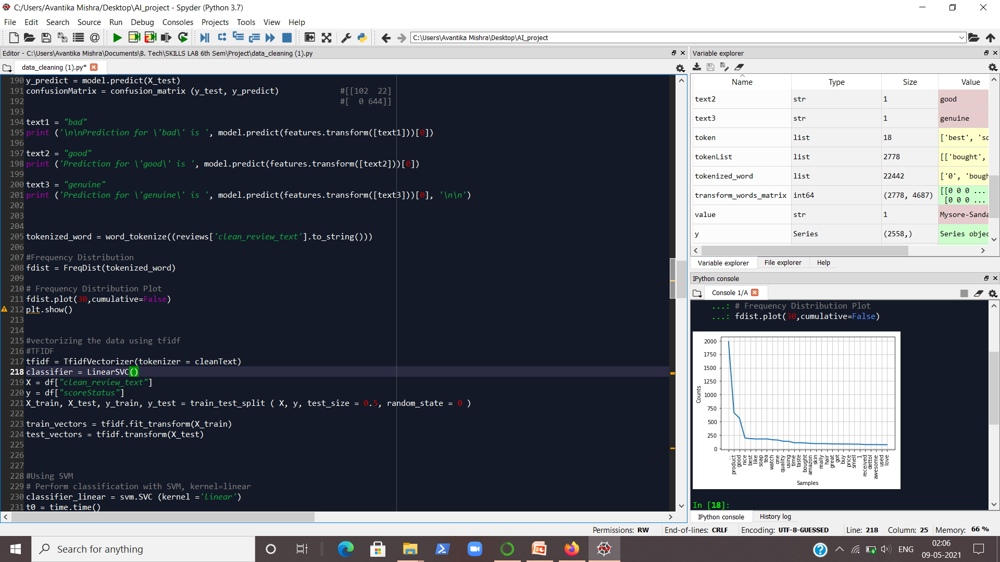 C:/Users/Avantika Mishra/Desktop\AI_project - Spyder (Python 3.7)
File Edit Search Source Run Debug Consoles Projects Tools View Help
C:\Users\Avantika Mishra\Desktop\AI_project
Editor - C:\Users\Avantika Mishra\Documents\B. Tech\SKILLS LAB 6th Sem\Project\data_cleaning (1).py
data_cleaning (1).py*
190 y_predict = model.predict(X_test)
191 confusionMatrix = confusion_matrix (y_test, y_predict) #[[102 22]
192 #[ 0 644]]
193
194 text1 = "bad"
195 print ('\n\nPrediction for \'bad\' is ', model.predict(features.transform([text1]))[0])
196
197 text2 = "good"
198 print ('Prediction for \'good\' is ', model.predict(features.transform([text2]))[0])
199
200 text3 = "genuine"
201 print ('Prediction for \'genuine\' is ', model.predict(features.transform([text3]))[0], '\n\n')
202
203
204
205 tokenized_word = word_tokenize((reviews['clean_review_text'].to_string()))
206
207 #Frequency Distribution
208 fdist = FreqDist(tokenized_word)
209
210 # Frequency Distribution Plot
211 fdist.plot(30,cumulative=False)
212 plt.show()
213
214
215 #vectorizing the data using tfidf
216 #TFIDF
217 tfidf = TfidfVectorizer(tokenizer = cleanText)
218 classifier = LinearSVC()
219 X = df["clean_review_text"]
220 y = df["scoreStatus"]
221 X_train, X_test, y_train, y_test = train_test_split ( X, y, test_size = 0.5, random_state = 0 )
222
223 train_vectors = tfidf.fit_transform(X_train)
224 test_vectors = tfidf.transform(X_test)
225
226
227
228 #Using SVM
229 # Perform classification with SVM, kernel=linear
230 classifier_linear = svm.SVC (kernel ='linear')
231 t0 = time.time()
Variable explorer
Name Type Size Value
text2 str 1 good
text3 str 1 genuine
token list 18 ['best', 'sc
tokenList list 2778 [['bought',
tokenized_word list 22442 ['0', 'bough
transform_words_matrix int64 (2778, 4687) [[0 0 0 ...
[0 0 0 ...
value str 1 Mysore-Sanda
y Series (2558,) Series objec
Variable explorer File explorer Help
IPython console
Console 1/A
...: # Frequency Distribution Plot
...: fdist.plot(30,cumulative=False)
2000
1750
1500
1250
1000
750
500
250
0
Counts
... product good nice best like soap tea watch one quality using time taste bought amazon skin really hair great got buy price smell 1 received dettol awesome used love
Samples
In [18]:
IPython console History log
Permissions: RW End-of-lines: CRLF Encoding: UTF-8-GUESSED Line: 218 Column: 25 Memory: 66 %
Search for anything
ENG
02:06
09-05-2021